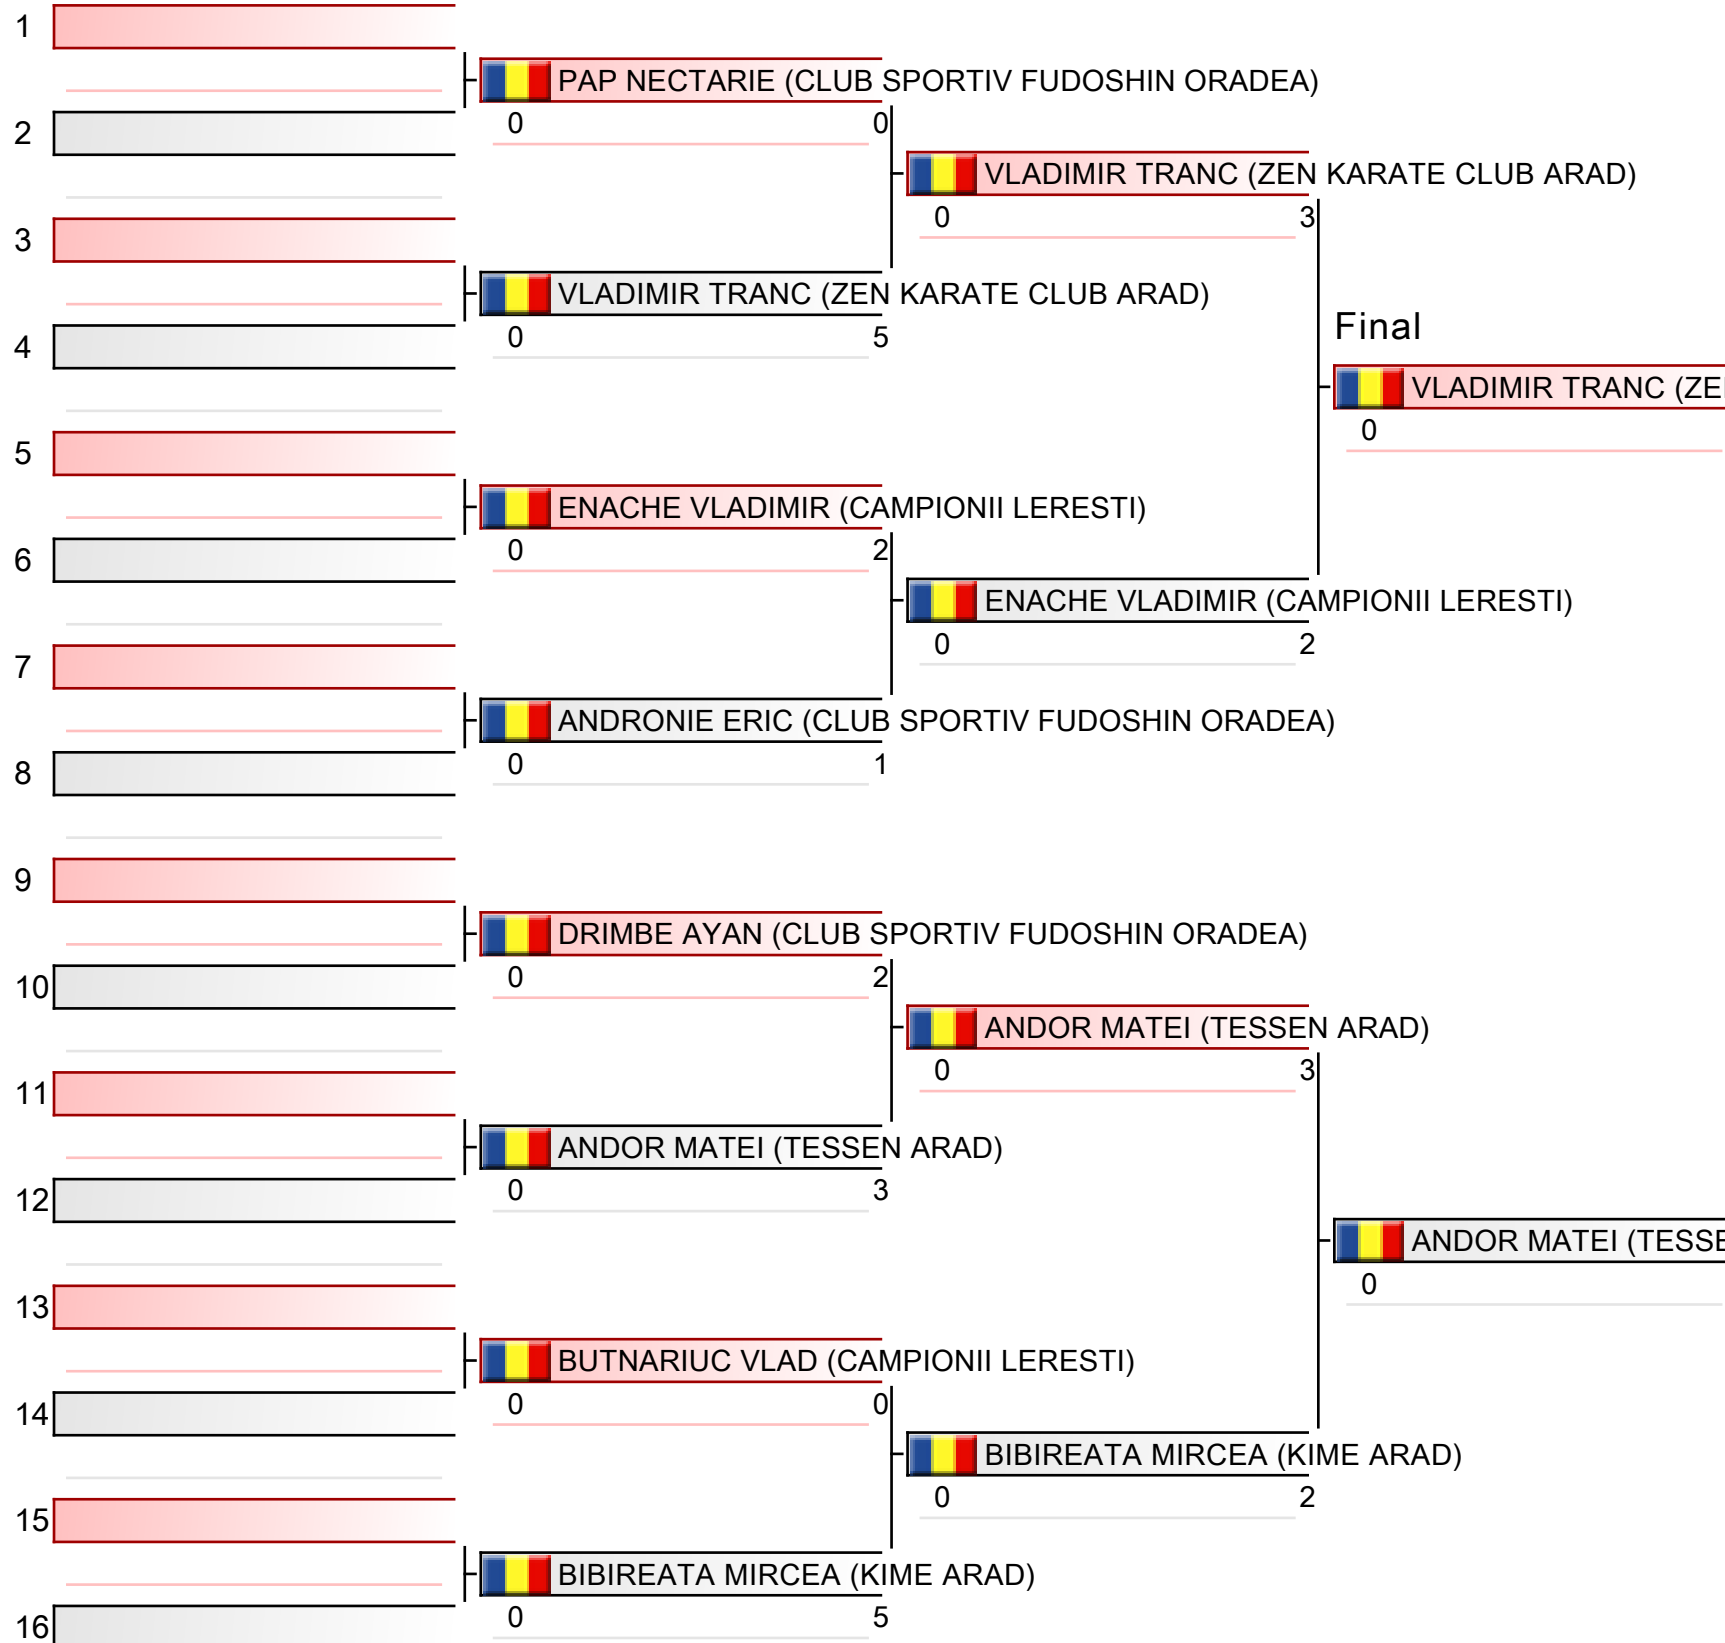 1
PAP NECTARIE (CLUB SPORTIV FUDOSHIN ORADEA)
0 0
2
VLADIMIR TRANC (ZEN KARATE CLUB ARAD)
0 3
3
VLADIMIR TRANC (ZEN KARATE CLUB ARAD)
0 5
4
Final
VLADIMIR TRANC (ZE
0
5
ENACHE VLADIMIR (CAMPIONII LERESTI)
0 2
6
ENACHE VLADIMIR (CAMPIONII LERESTI)
0 2
7
ANDRONIE ERIC (CLUB SPORTIV FUDOSHIN ORADEA)
0 1
8
9
DRIMBE AYAN (CLUB SPORTIV FUDOSHIN ORADEA)
0 2
10
ANDOR MATEI (TESSEN ARAD)
0 3
11
ANDOR MATEI (TESSEN ARAD)
0 3
12
ANDOR MATEI (TESSE
0
13
BUTNARIUC VLAD (CAMPIONII LERESTI)
0 0
14
BIBIREATA MIRCEA (KIME ARAD)
0 2
15
BIBIREATA MIRCEA (KIME ARAD)
0 5
16